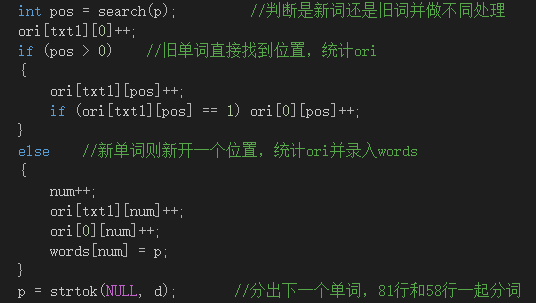 int pos = search(p);          //判断是新词还是旧词并做不同处理
ori[txt1][0]++;
if (pos > 0)    //旧单词直接找到位置，统计ori
{
    ori[txt1][pos]++;
    if (ori[txt1][pos] == 1) ori[0][pos]++;
}
else    //新单词则新开一个位置，统计ori并录入words
{
    num++;
    ori[txt1][num]++;
    ori[0][num]++;
    words[num] = p;
}
p = strtok(NULL, d);        //分出下一个单词，81行和58行一起分词